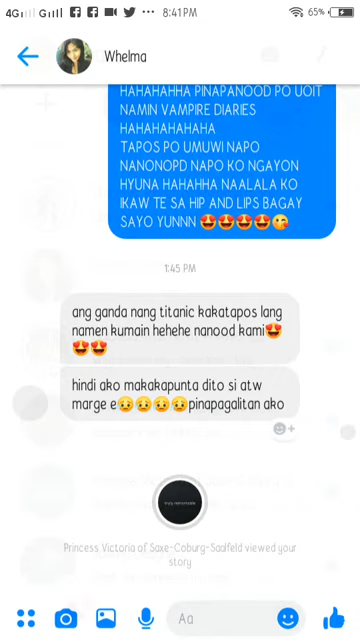 4G Gıl 8:41PM 65%
Whelma
HAHAHAHHA PINAPANOOD PO UOIT
NAMIN VAMPIRE DIARIES
HAHAHAHAHAHA
TAPOS PO UMUWI NAPO
NANONOPD NAPO KO NGAYON
HYUNA HAHAHHA NAALALA KO
IKAW TE SA HIP AND LIPS BAGAY
SAYO YUNNN 😍😍😍😍😘
1:45 PM
ang ganda nang titanic kakatapos lang
namen kumain hehehe nanood kami😍
😍😍
hindi ako makakapunta dito si atw
marge e😥😥😥😥pinapagalitan ako
Princess Victoria of Saxe-Coburg-Saalfeld viewed your
story
Aa